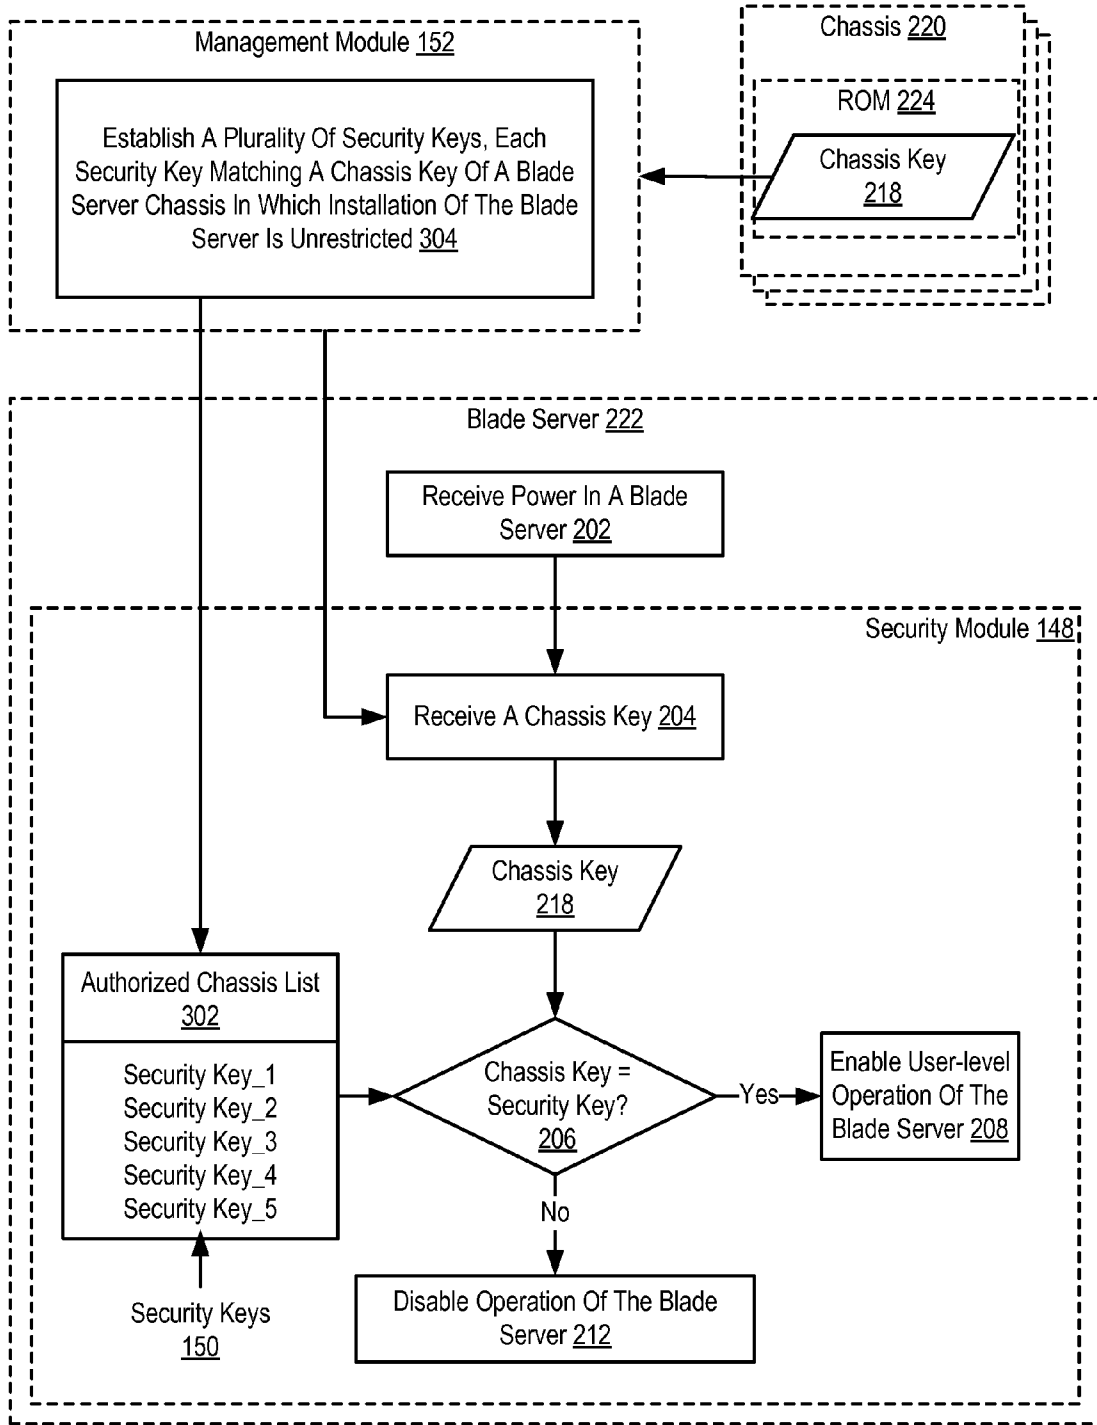 Management Module 152
Establish A Plurality Of Security Keys, Each
Security Key Matching A Chassis Key Of A Blade
Server Chassis In Which Installation Of The Blade
Server Is Unrestricted 304
Chassis 220
ROM 224
Chassis Key
218
Blade Server 222
Receive Power In A Blade
Server 202
Security Module 148
Receive A Chassis Key 204
Chassis Key
218
Authorized Chassis List
302
Security Key_1
Security Key_2
Security Key_3
Security Key_4
Security Key_5
Security Keys
150
Chassis Key =
Security Key?
206
Yes
Enable User-level
Operation Of The
Blade Server 208
No
Disable Operation Of The Blade
Server 212